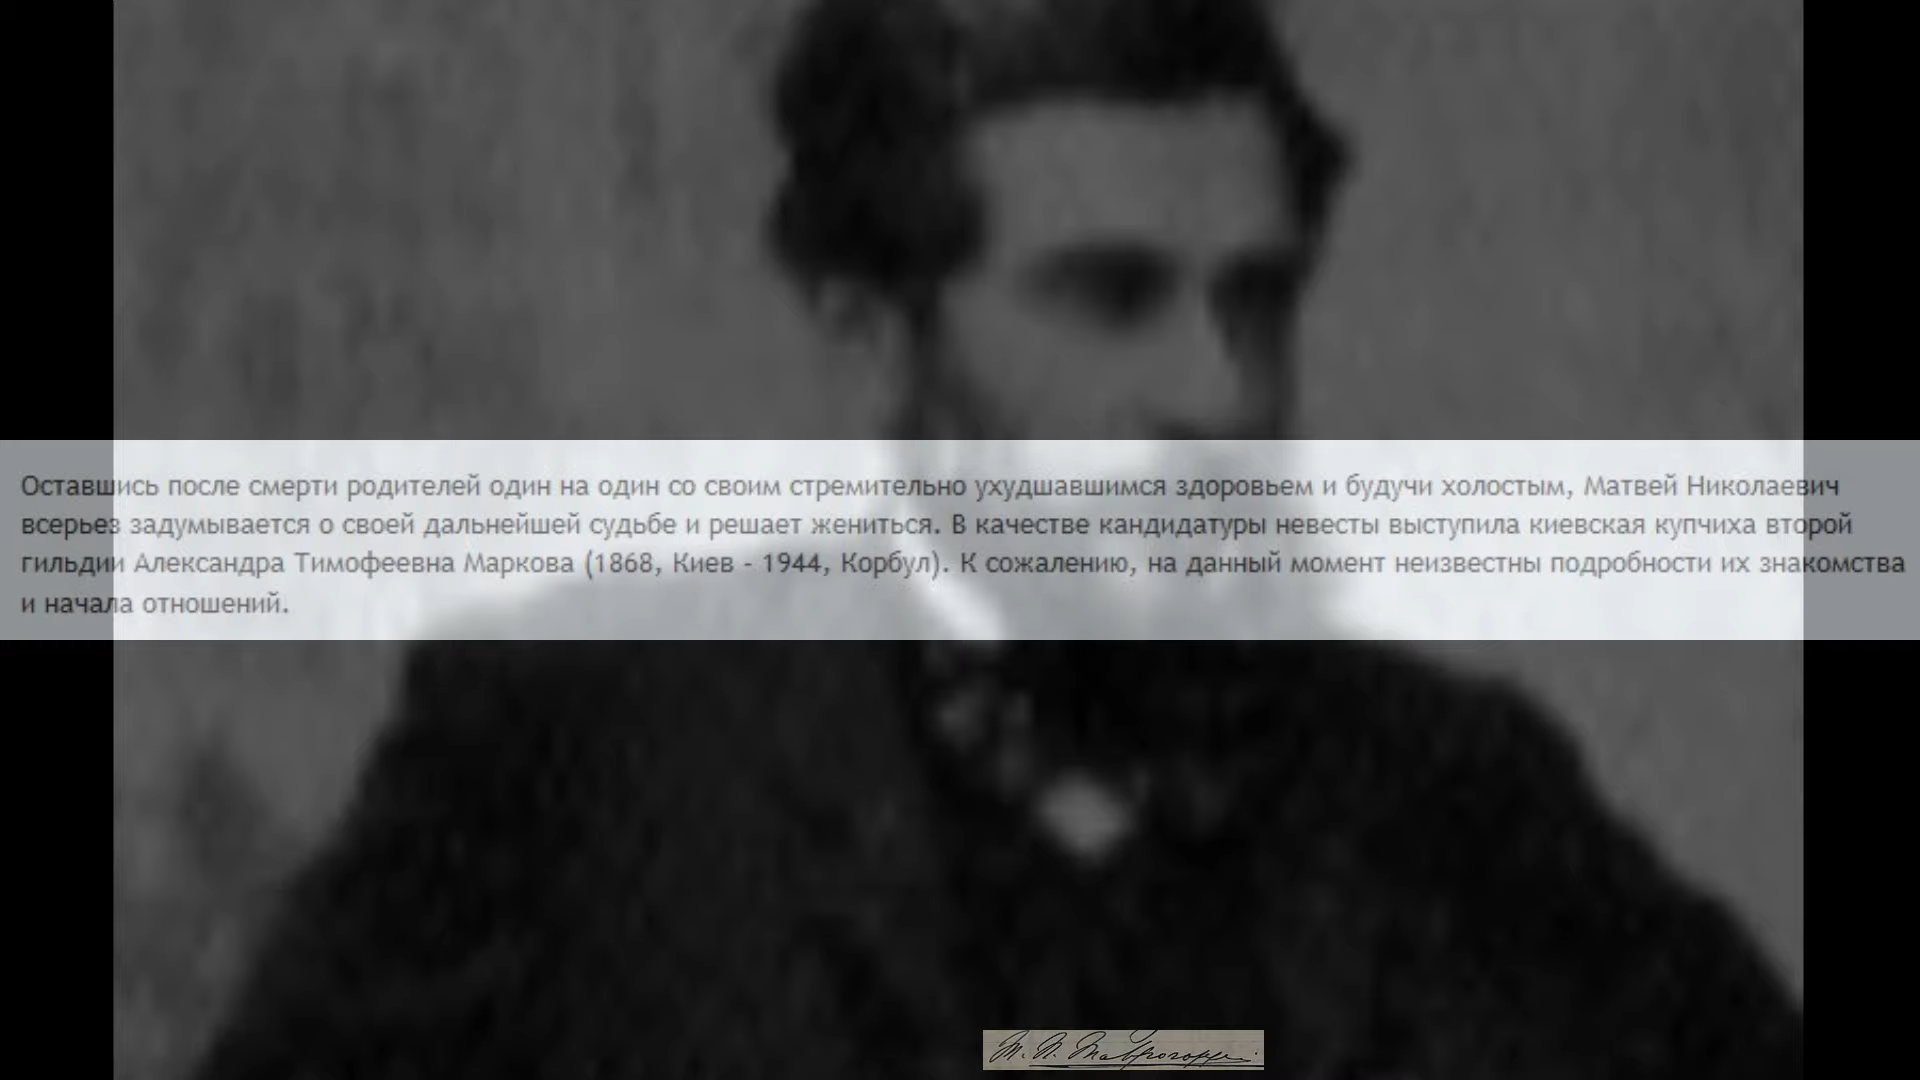 Оставшись после смерти родителей один на один со своим стремительно ухудшавшимся здоровьем и будучи холостым, Матвей Николаевич
всерьез задумывается о своей дальнейшей судьбе и решает жениться. В качестве кандидатуры невесты выступила киевская купчиха второй
гильдии Александра Тимофеевна Маркова (1868, Киев - 1944, Корбул). К сожалению, на данный момент неизвестны подробности их знакомства
и начала отношений.